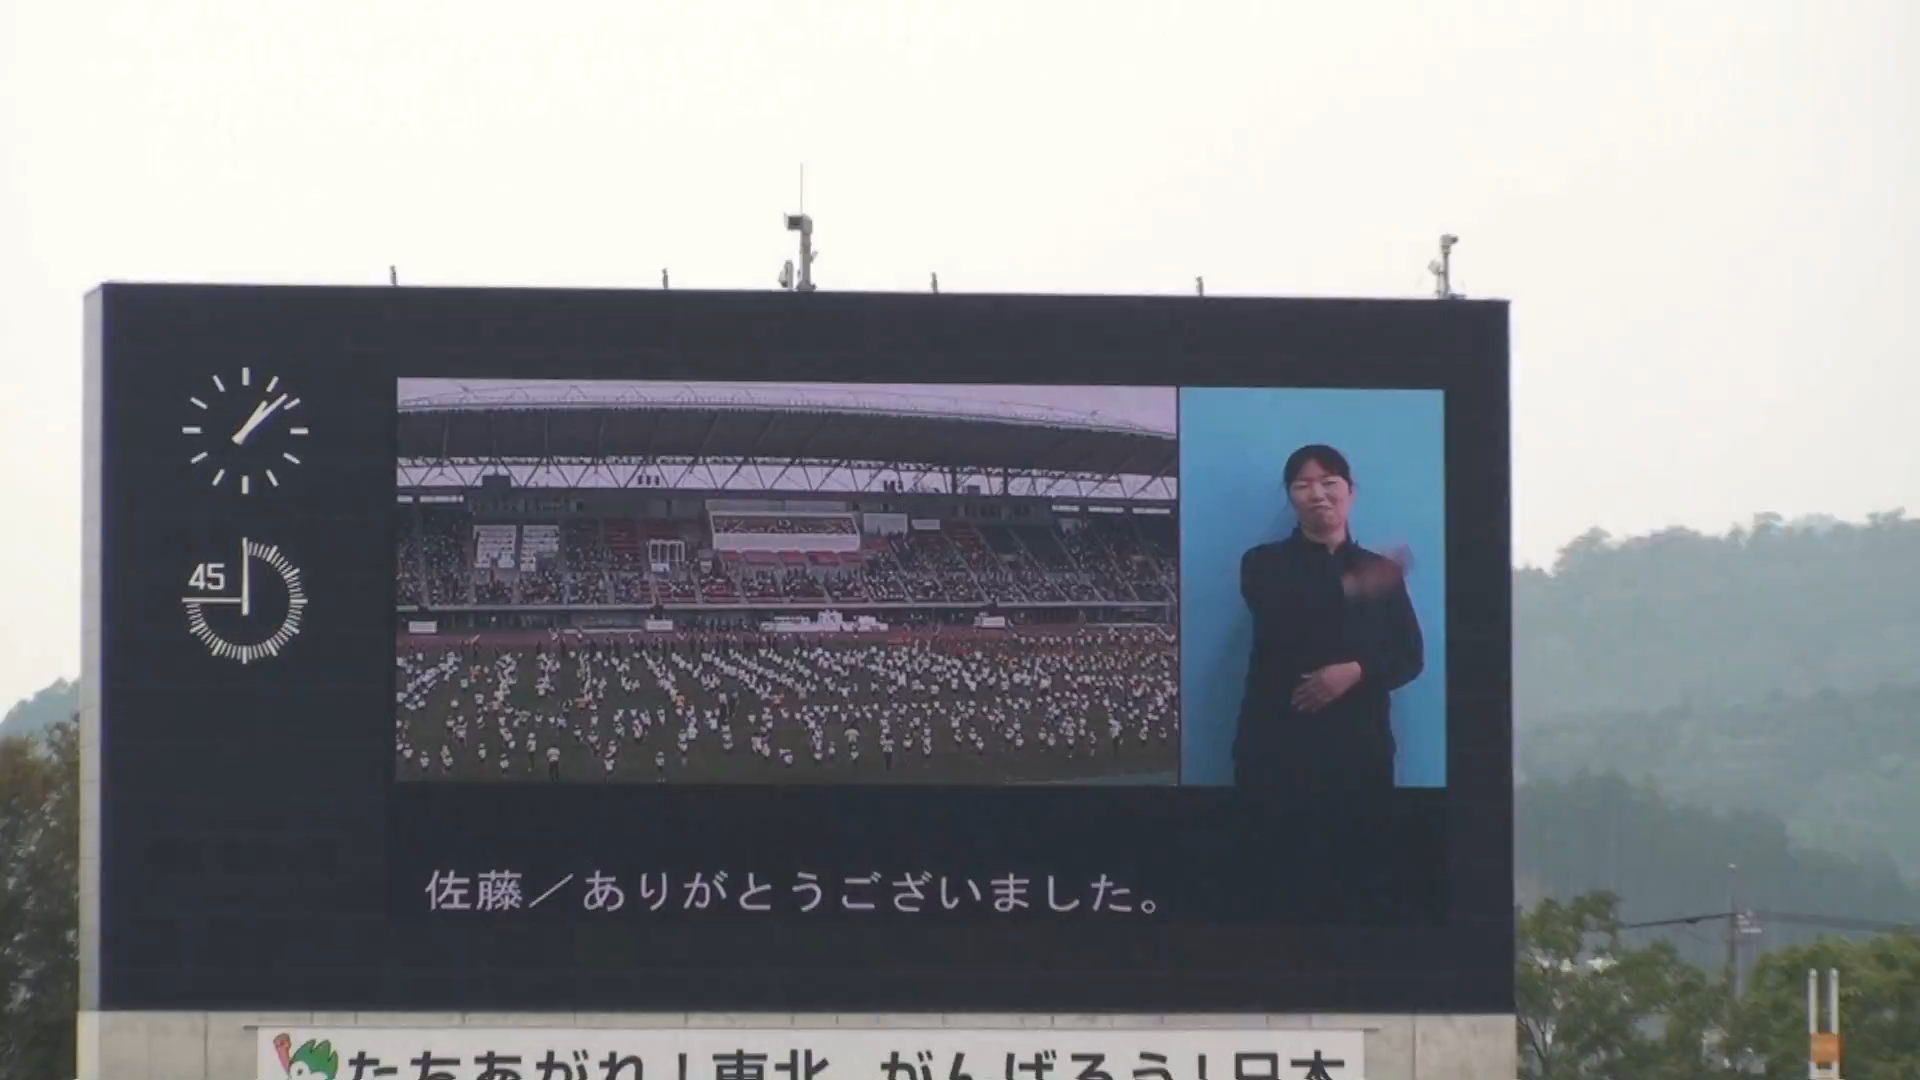 45
佐藤／ありがとうございました。
たちあがれ！東北 がんばろう！日本